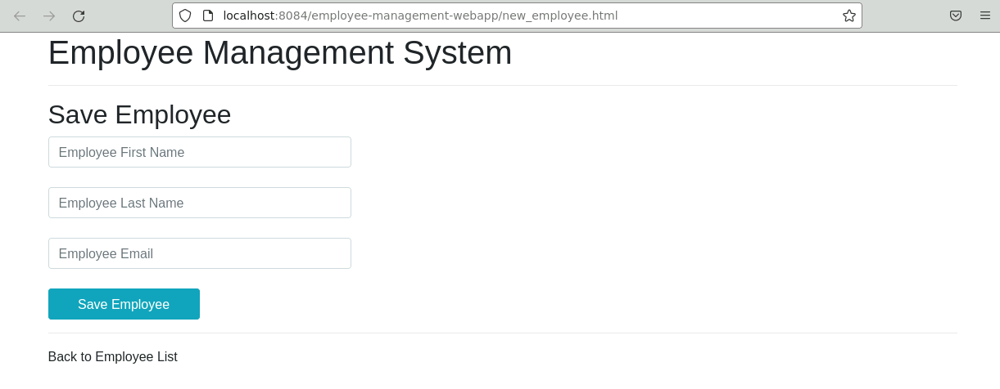 localhost:8084/employee-management-webapp/new_employee.html
Employee Management System
Save Employee
Employee First Name
Employee Last Name
Employee Email
Save Employee
Back to Employee List